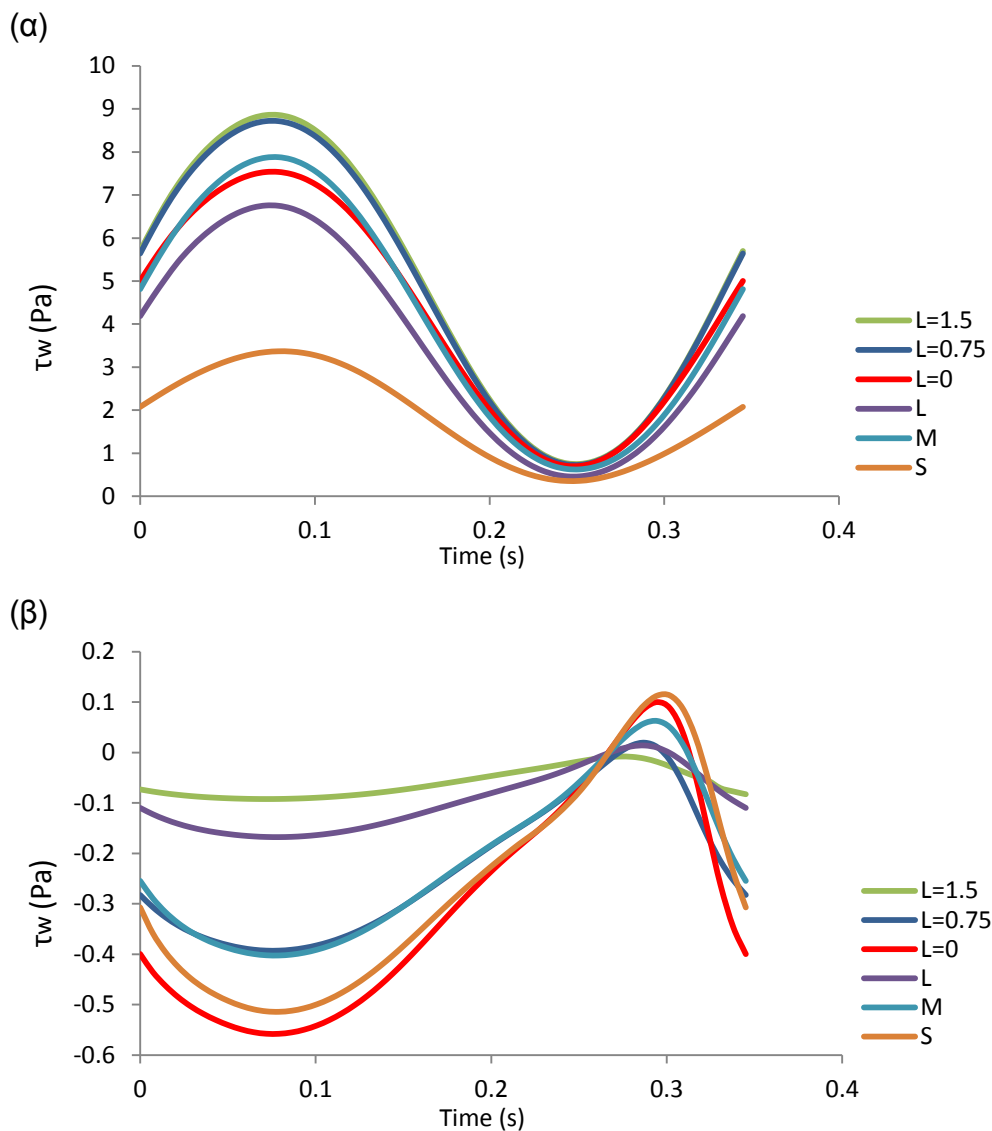 (α)
τw (Pa)
10
9
8
7
6
5
4
3
2
1
0
0 0.1 0.2 0.3 0.4
Time (s)
L=1.5
L=0.75
L=0
L
M
S
(β)
τw (Pa)
0.2
0.1
0
-0.1
-0.2
-0.3
-0.4
-0.5
-0.6
0 0.1 0.2 0.3 0.4
Time (s)
L=1.5
L=0.75
L=0
L
M
S